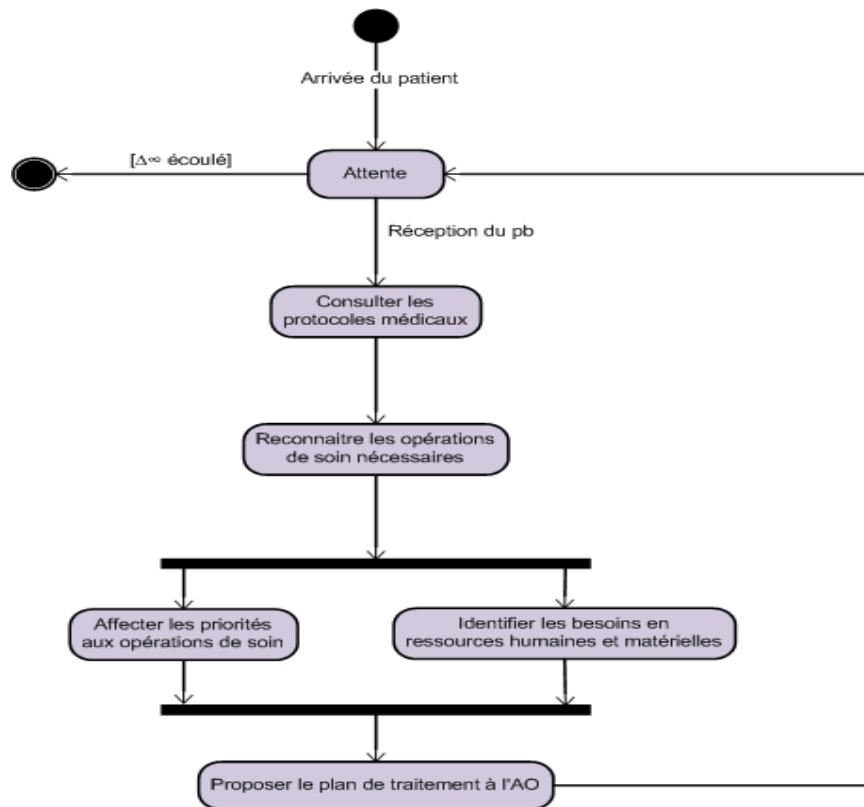 Arrivée du patient
[Δ∞ écoulé]
Attente
Réception du pb
Consulter les
protocoles médicaux
Reconnaitre les opérations
de soin nécessaires
Affecter les priorités
aux opérations de soin
Identifier les besoins en
ressources humaines et matérielles
Proposer le plan de traitement à l'AO